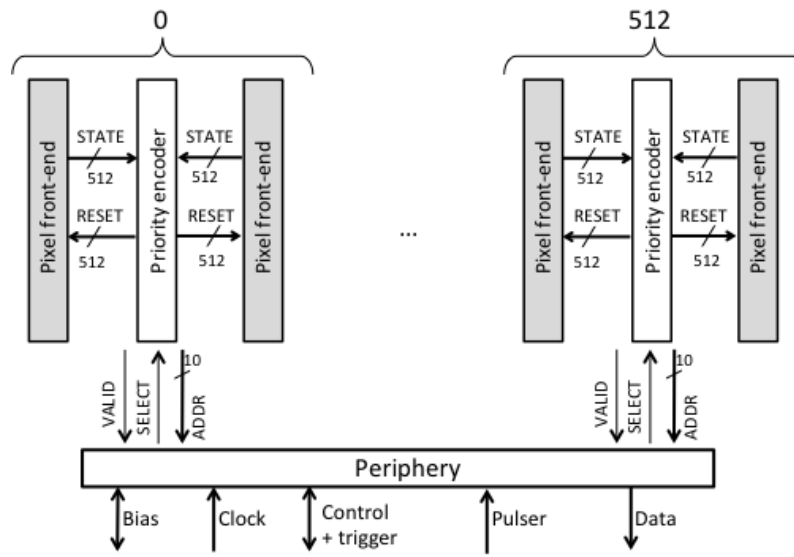 0
512
Pixel front-end
STATE
512
RESET
512
Priority encoder
STATE
512
RESET
512
Pixel front-end
...
Pixel front-end
STATE
512
RESET
512
Priority encoder
STATE
512
RESET
512
Pixel front-end
VALID
SELECT
10
ADDR
VALID
SELECT
10
ADDR
Periphery
Bias
Clock
Control
+ trigger
Pulser
Data